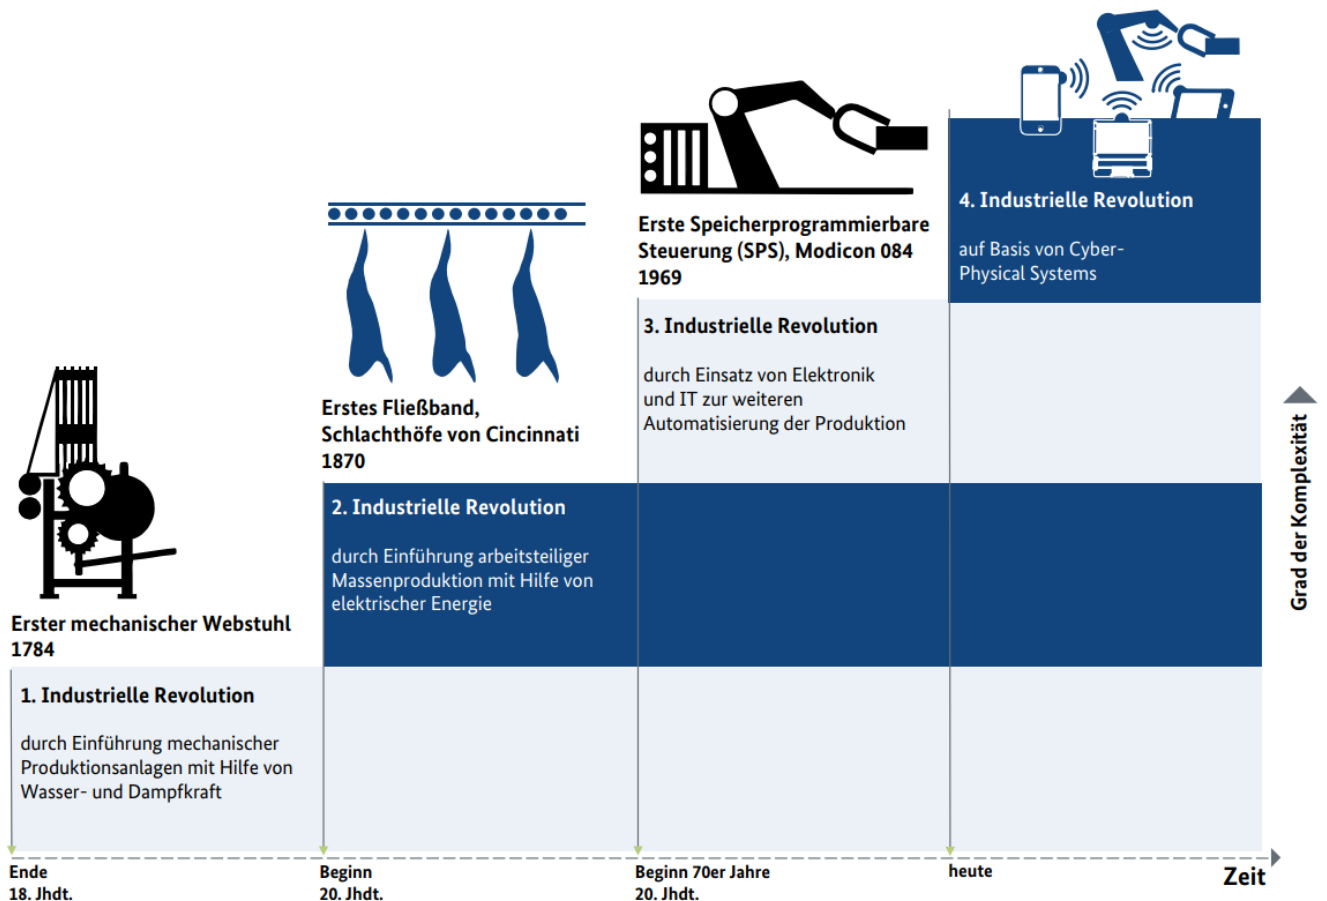 Erster mechanischer Webstuhl
1784
1. Industrielle Revolution
durch Einführung mechanischer
Produktionsanlagen mit Hilfe von
Wasser- und Dampfkraft
Erstes Fließband,
Schlachthöfe von Cincinnati
1870
2. Industrielle Revolution
durch Einführung arbeitsteiliger
Massenproduktion mit Hilfe von
elektrischer Energie
Erste Speicherprogrammierbare
Steuerung (SPS), Modicon 084
1969
3. Industrielle Revolution
durch Einsatz von Elektronik
und IT zur weiteren
Automatisierung der Produktion
4. Industrielle Revolution
auf Basis von Cyber-
Physical Systems
Grad der Komplexität
Ende
18. Jhdt.
Beginn
20. Jhdt.
Beginn 70er Jahre
20. Jhdt.
heute
Zeit